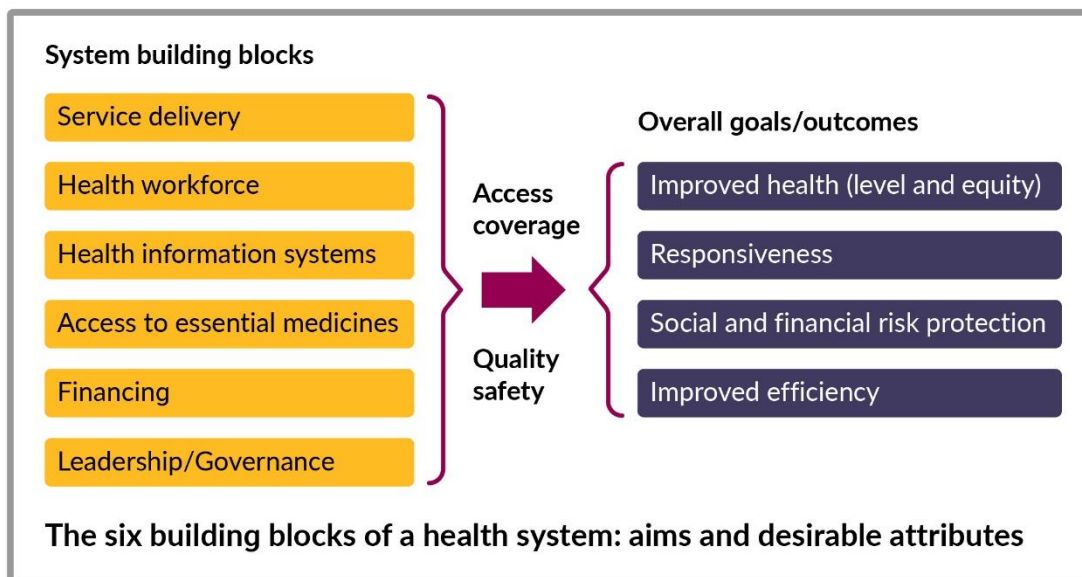 System building blocks
Service delivery
Health workforce
Health information systems
Access to essential medicines
Financing
Leadership/Governance
Access
coverage
Quality
safety
Overall goals/outcomes
Improved health (level and equity)
Responsiveness
Social and financial risk protection
Improved efficiency
The six building blocks of a health system: aims and desirable attributes